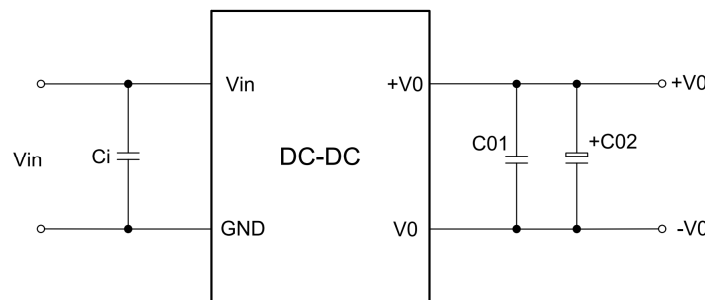 Vin
+V0
+V0
Vin
Ci
DC-DC
C01
+C02
GND
V0
-V0